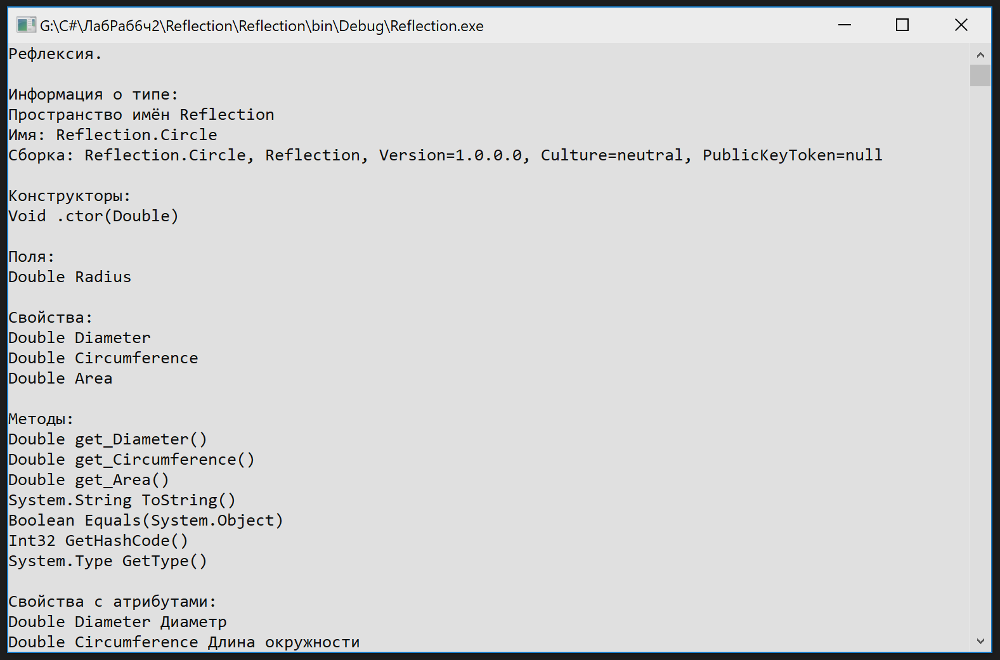 G:\C#\ЛабРаб6ч2\Reflection\Reflection\bin\Debug\Reflection.exe
Рефлексия.
Информация о типе:
Пространство имён Reflection
Имя: Reflection.Circle
Сборка: Reflection.Circle, Reflection, Version=1.0.0.0, Culture=neutral, PublicKeyToken=null
Конструкторы:
Void .ctor(Double)
Поля:
Double Radius
Свойства:
Double Diameter
Double Circumference
Double Area
Методы:
Double get_Diameter()
Double get_Circumference()
Double get_Area()
System.String ToString()
Boolean Equals(System.Object)
Int32 GetHashCode()
System.Type GetType()
Свойства с атрибутами:
Double Diameter Диаметр
Double Circumference Длина окружности